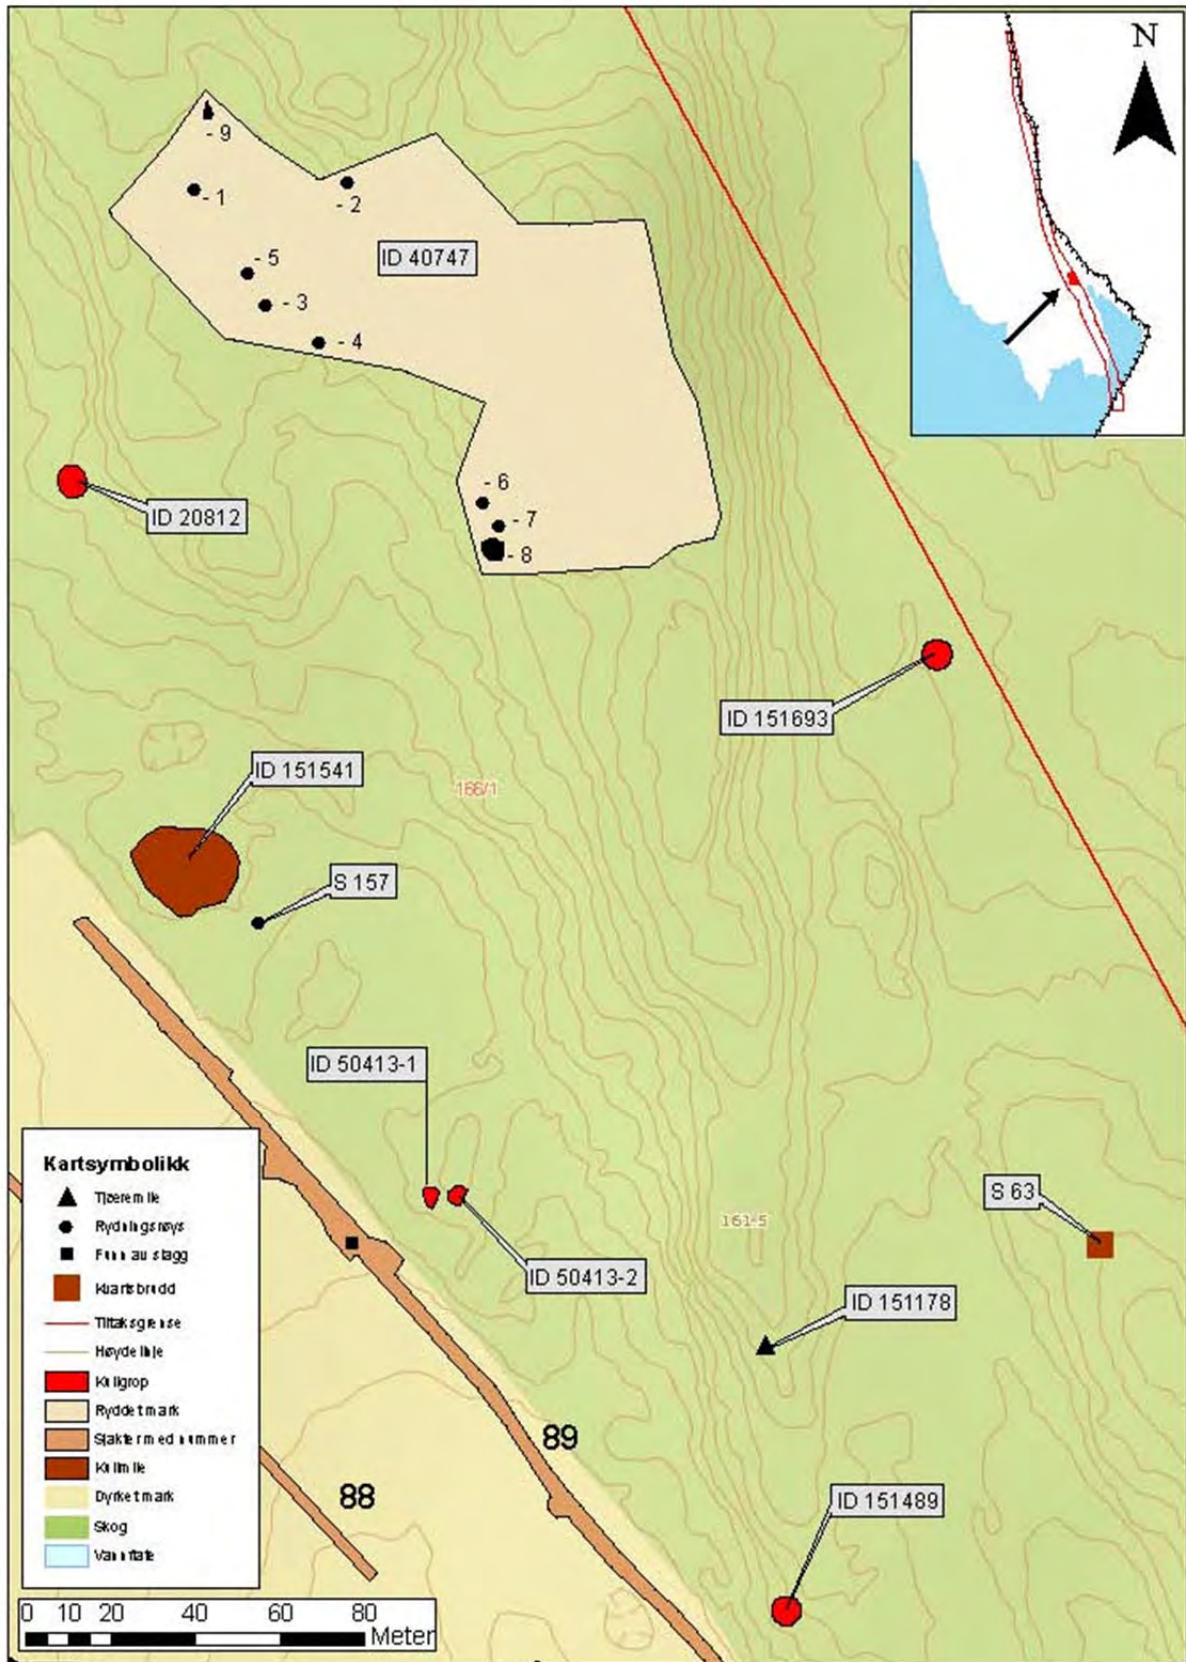 N
- 9
- 1
- 2
- 5
ID 40747
- 3
- 4
- 6
ID 20812
- 7
- 8
ID 151693
ID 151541
166/1
S 157
ID 50413-1
S 63
161-5
ID 50413-2
ID 151178
89
88
ID 151489
Kartsymbolikk
Tjæremile
Rydningsrøys
Funn av slagg
Kvartsbrudd
Tiltaksgrense
Høydelinje
Kullgrop
Ryddet mark
Sjakter med nummer
Kullmile
Dyrket mark
Skog
Vannflate
0 10 20 40 60 80
Meter